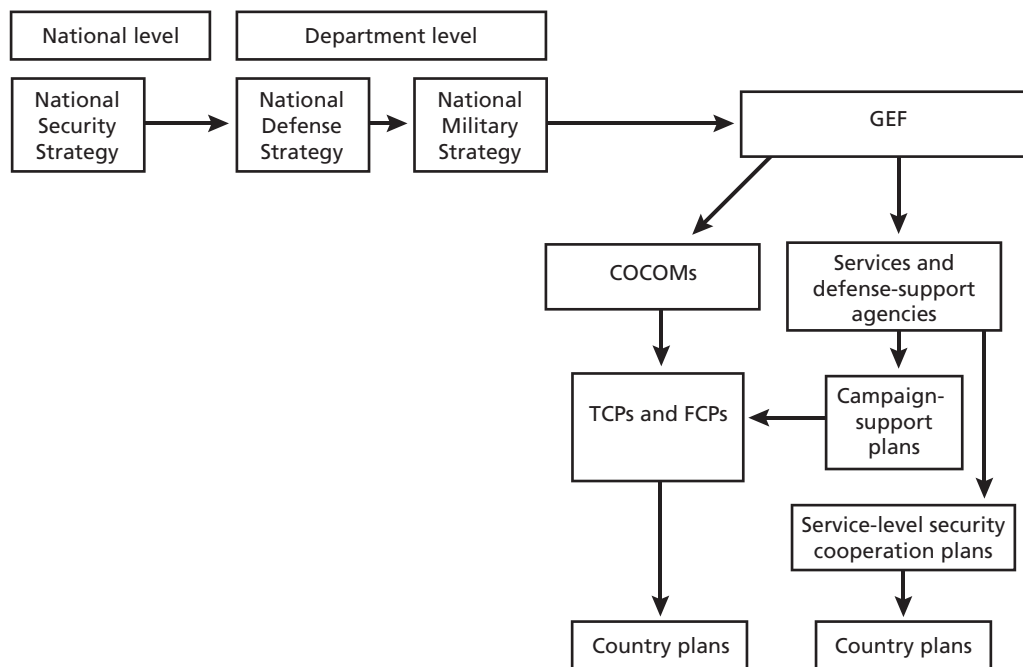 National level
Department level
National
Security
Strategy
National
Defense
Strategy
National
Military
Strategy
GEF
COCOMs
Services and
defense-support
agencies
TCPs and FCPs
Campaign-
support
plans
Service-level security
cooperation plans
Country plans
Country plans